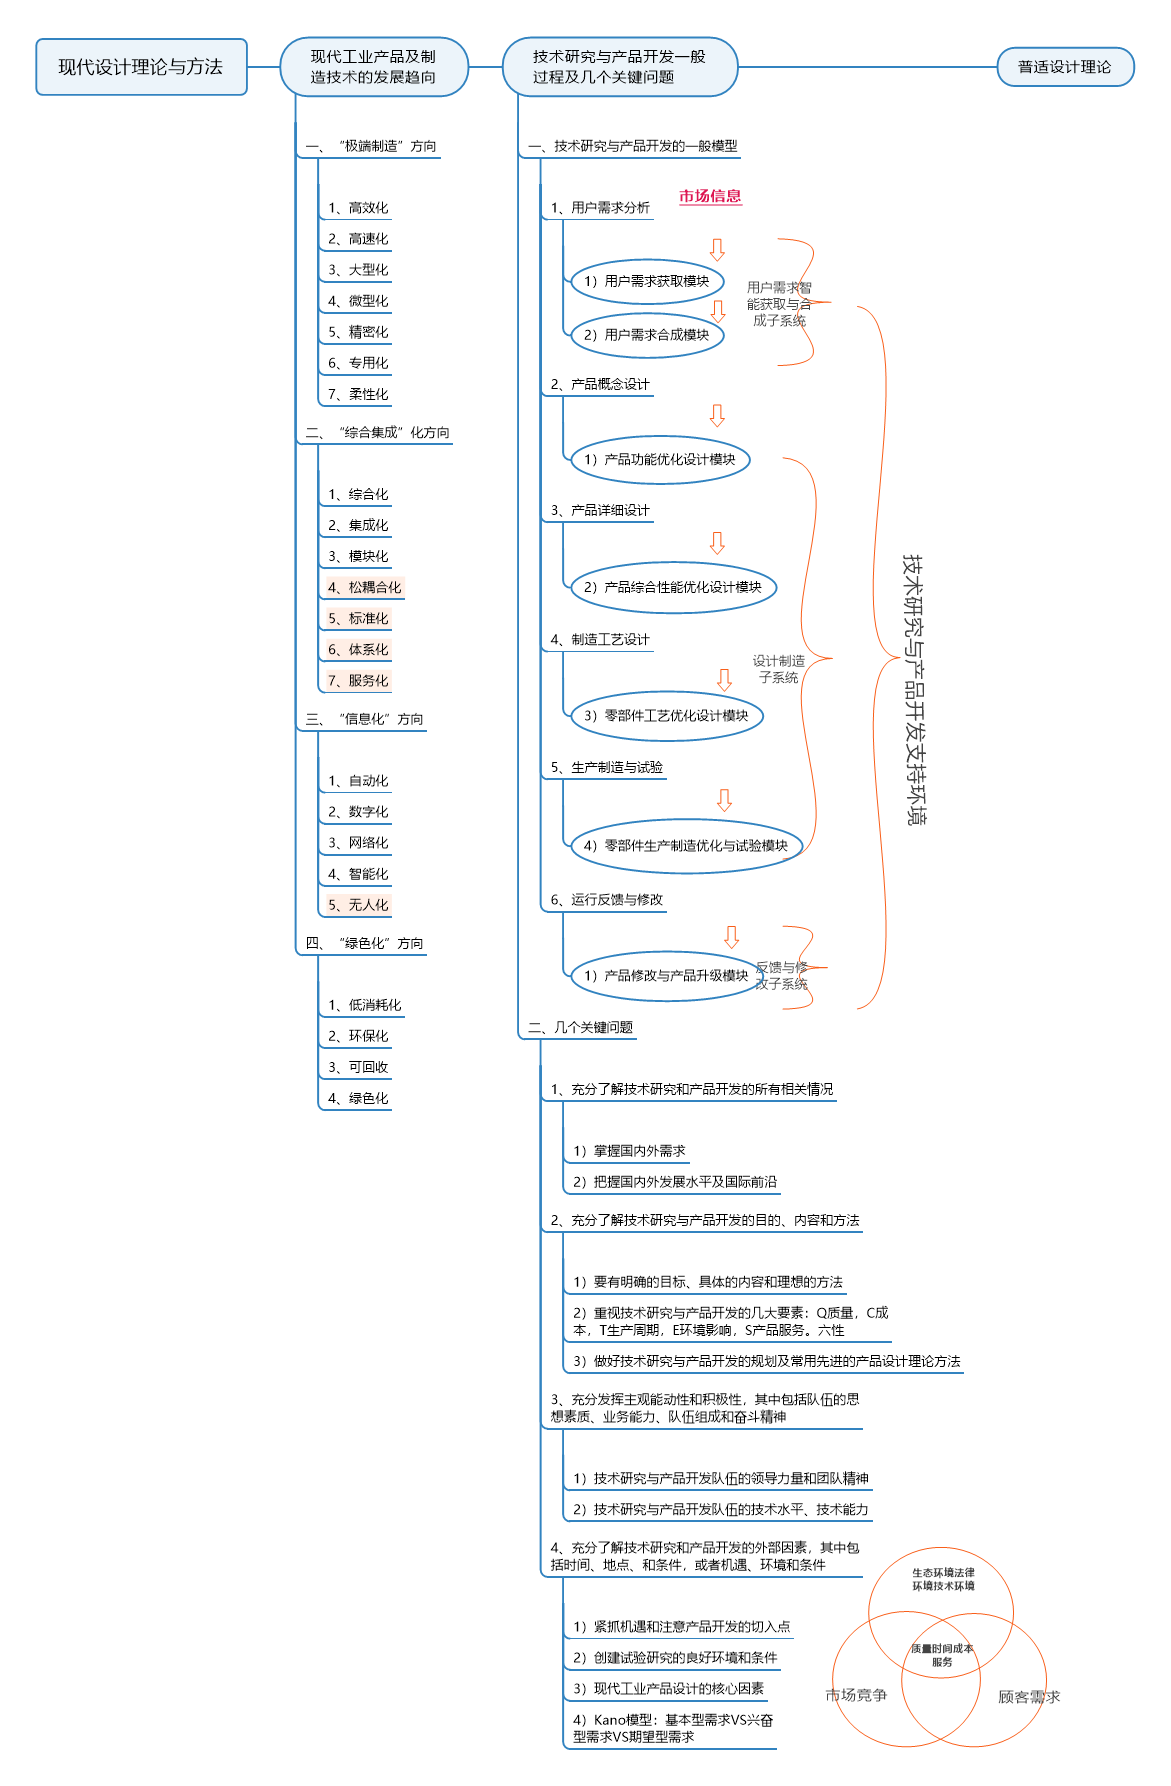 现代设计理论与方法
现代工业产品及制
造技术的发展趋向
技术研究与产品开发一般
过程及几个关键问题
普适设计理论
一、“极端制造”方向
1、高效化
2、高速化
3、大型化
4、微型化
5、精密化
6、专用化
7、柔性化
二、“综合集成”化方向
1、综合化
2、集成化
3、模块化
4、松耦合化
5、标准化
6、体系化
7、服务化
三、“信息化”方向
1、自动化
2、数字化
3、网络化
4、智能化
5、无人化
四、“绿色化”方向
1、低消耗化
2、环保化
3、可回收
4、绿色化
一、技术研究与产品开发的一般模型
市场信息
1、用户需求分析
1）用户需求获取模块
2）用户需求合成模块
用户需求智
能获取与合
成子系统
2、产品概念设计
1）产品功能优化设计模块
3、产品详细设计
2）产品综合性能优化设计模块
4、制造工艺设计
3）零部件工艺优化设计模块
设计制造
子系统
5、生产制造与试验
4）零部件生产制造优化与试验模块
6、运行反馈与修改
1）产品修改与产品升级模块
反馈与修
改子系统
技术研究与产品开发支持环境
二、几个关键问题
1、充分了解技术研究和产品开发的所有相关情况
1）掌握国内外需求
2）把握国内外发展水平及国际前沿
2、充分了解技术研究与产品开发的目的、内容和方法
1）要有明确的目标、具体的内容和理想的方法
2）重视技术研究与产品开发的几大要素：Q质量，C成
本，T生产周期，E环境影响，S产品服务。六性
3）做好技术研究与产品开发的规划及常用先进的产品设计理论方法
3、充分发挥主观能动性和积极性，其中包括队伍的思
想素质、业务能力、队伍组成和奋斗精神
1）技术研究与产品开发队伍的领导力量和团队精神
2）技术研究与产品开发队伍的技术水平、技术能力
4、充分了解技术研究和产品开发的外部因素，其中包
括时间、地点、和条件，或者机遇、环境和条件
1）紧抓机遇和注意产品开发的切入点
2）创建试验研究的良好环境和条件
3）现代工业产品设计的核心因素
4）Kano模型：基本型需求VS兴奋
型需求VS期望型需求
生态环境法律
环境技术环境
质量时间成本
服务
市场竞争
顾客需求